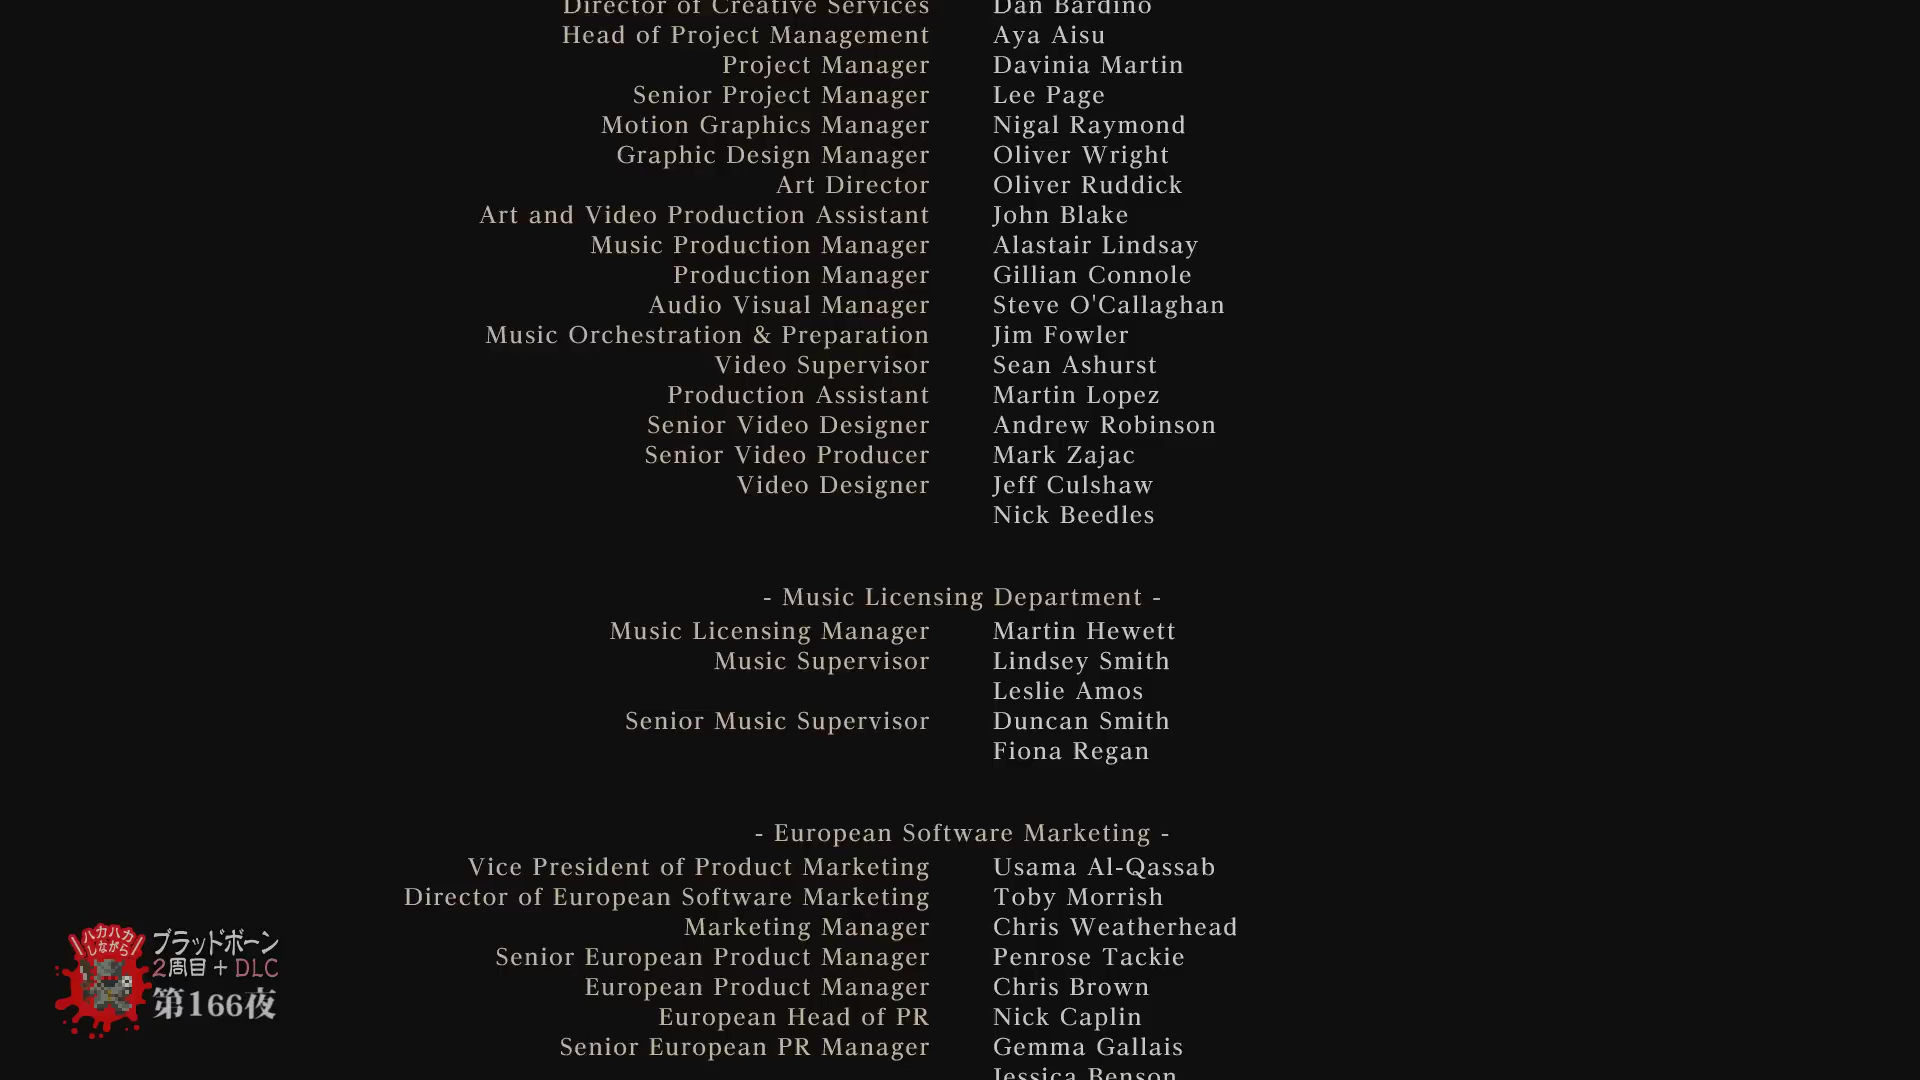 Director of Creative Services Dan Bardino
Head of Project Management Aya Aisu
Project Manager Davinia Martin
Senior Project Manager Lee Page
Motion Graphics Manager Nigal Raymond
Graphic Design Manager Oliver Wright
Art Director Oliver Ruddick
Art and Video Production Assistant John Blake
Music Production Manager Alastair Lindsay
Production Manager Gillian Connole
Audio Visual Manager Steve O'Callaghan
Music Orchestration & Preparation Jim Fowler
Video Supervisor Sean Ashurst
Production Assistant Martin Lopez
Senior Video Designer Andrew Robinson
Senior Video Producer Mark Zajac
Video Designer Jeff Culshaw
Nick Beedles
- Music Licensing Department -
Music Licensing Manager Martin Hewett
Music Supervisor Lindsey Smith
Leslie Amos
Senior Music Supervisor Duncan Smith
Fiona Regan
- European Software Marketing -
Vice President of Product Marketing Usama Al-Qassab
Director of European Software Marketing Toby Morrish
Marketing Manager Chris Weatherhead
Senior European Product Manager Penrose Tackie
European Product Manager Chris Brown
European Head of PR Nick Caplin
Senior European PR Manager Gemma Gallais
Jessica Benson
ハカハカ
しながら
ブラッドボーン
2周目+DLC
第166夜